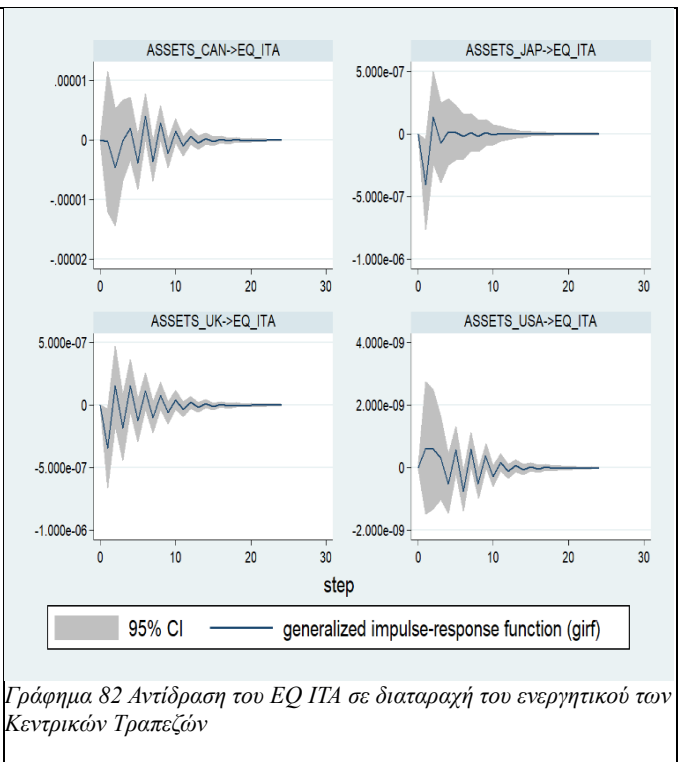 ASSETS_CAN->EQ_ITA
ASSETS_JAP->EQ_ITA
.00001
0
-.00001
-.00002
0 10 20 30
5.000e-07
0
-5.000e-07
-1.000e-06
0 10 20 30
ASSETS_UK->EQ_ITA
ASSETS_USA->EQ_ITA
5.000e-07
0
-5.000e-07
-1.000e-06
0 10 20 30
4.000e-09
2.000e-09
0
-2.000e-09
0 10 20 30
step
95% CI
generalized impulse-response function (girf)
Γράφημα 82 Αντίδραση του EQ ITA σε διαταραχή του ενεργητικού των
Κεντρικών Τραπεζών